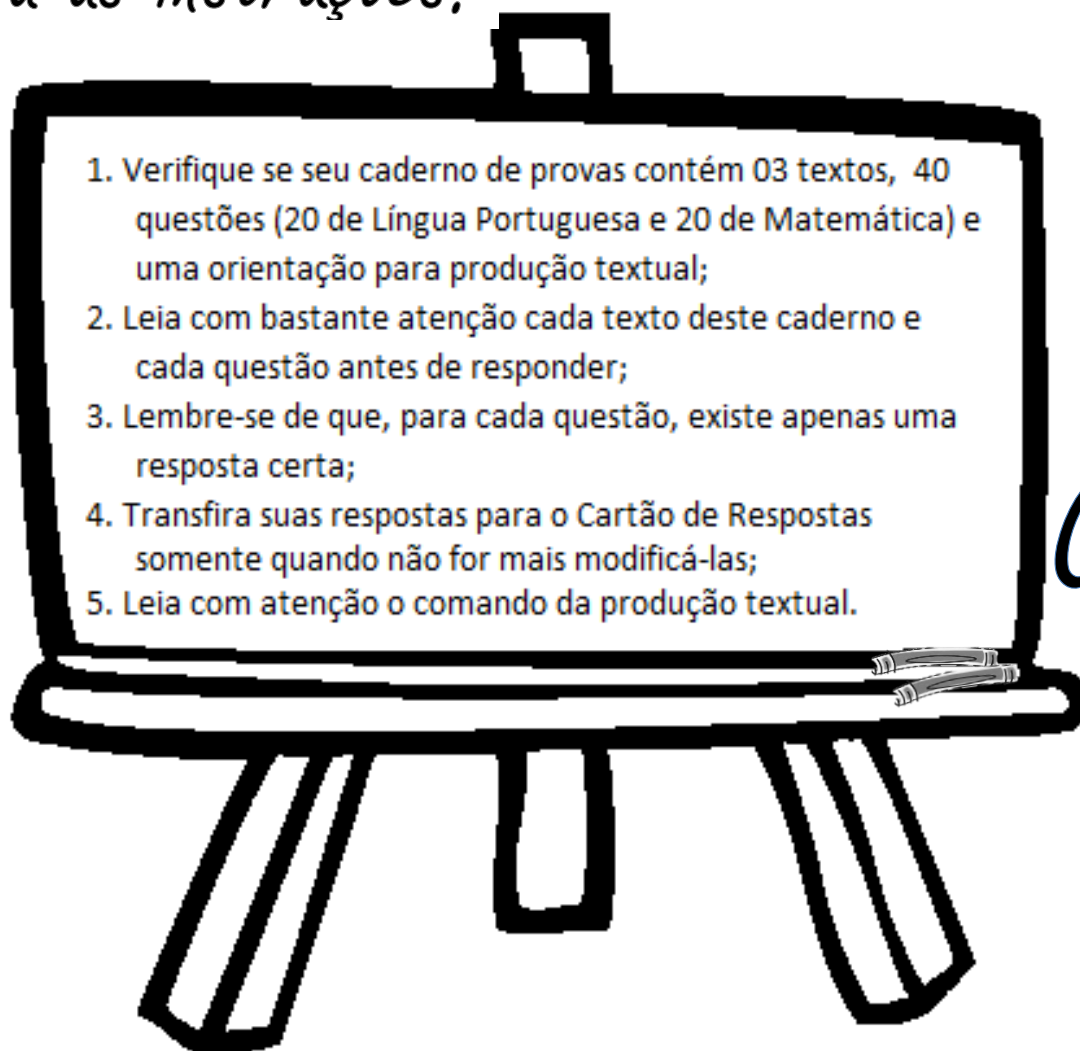 as instruções:
1. Verifique se seu caderno de provas contém 03 textos, 40
questões (20 de Língua Portuguesa e 20 de Matemática) e
uma orientação para produção textual;
2. Leia com bastante atenção cada texto deste caderno e
cada questão antes de responder;
3. Lembre-se de que, para cada questão, existe apenas uma
resposta certa;
4. Transfira suas respostas para o Cartão de Respostas
somente quando não for mais modificá-las;
5. Leia com atenção o comando da produção textual.